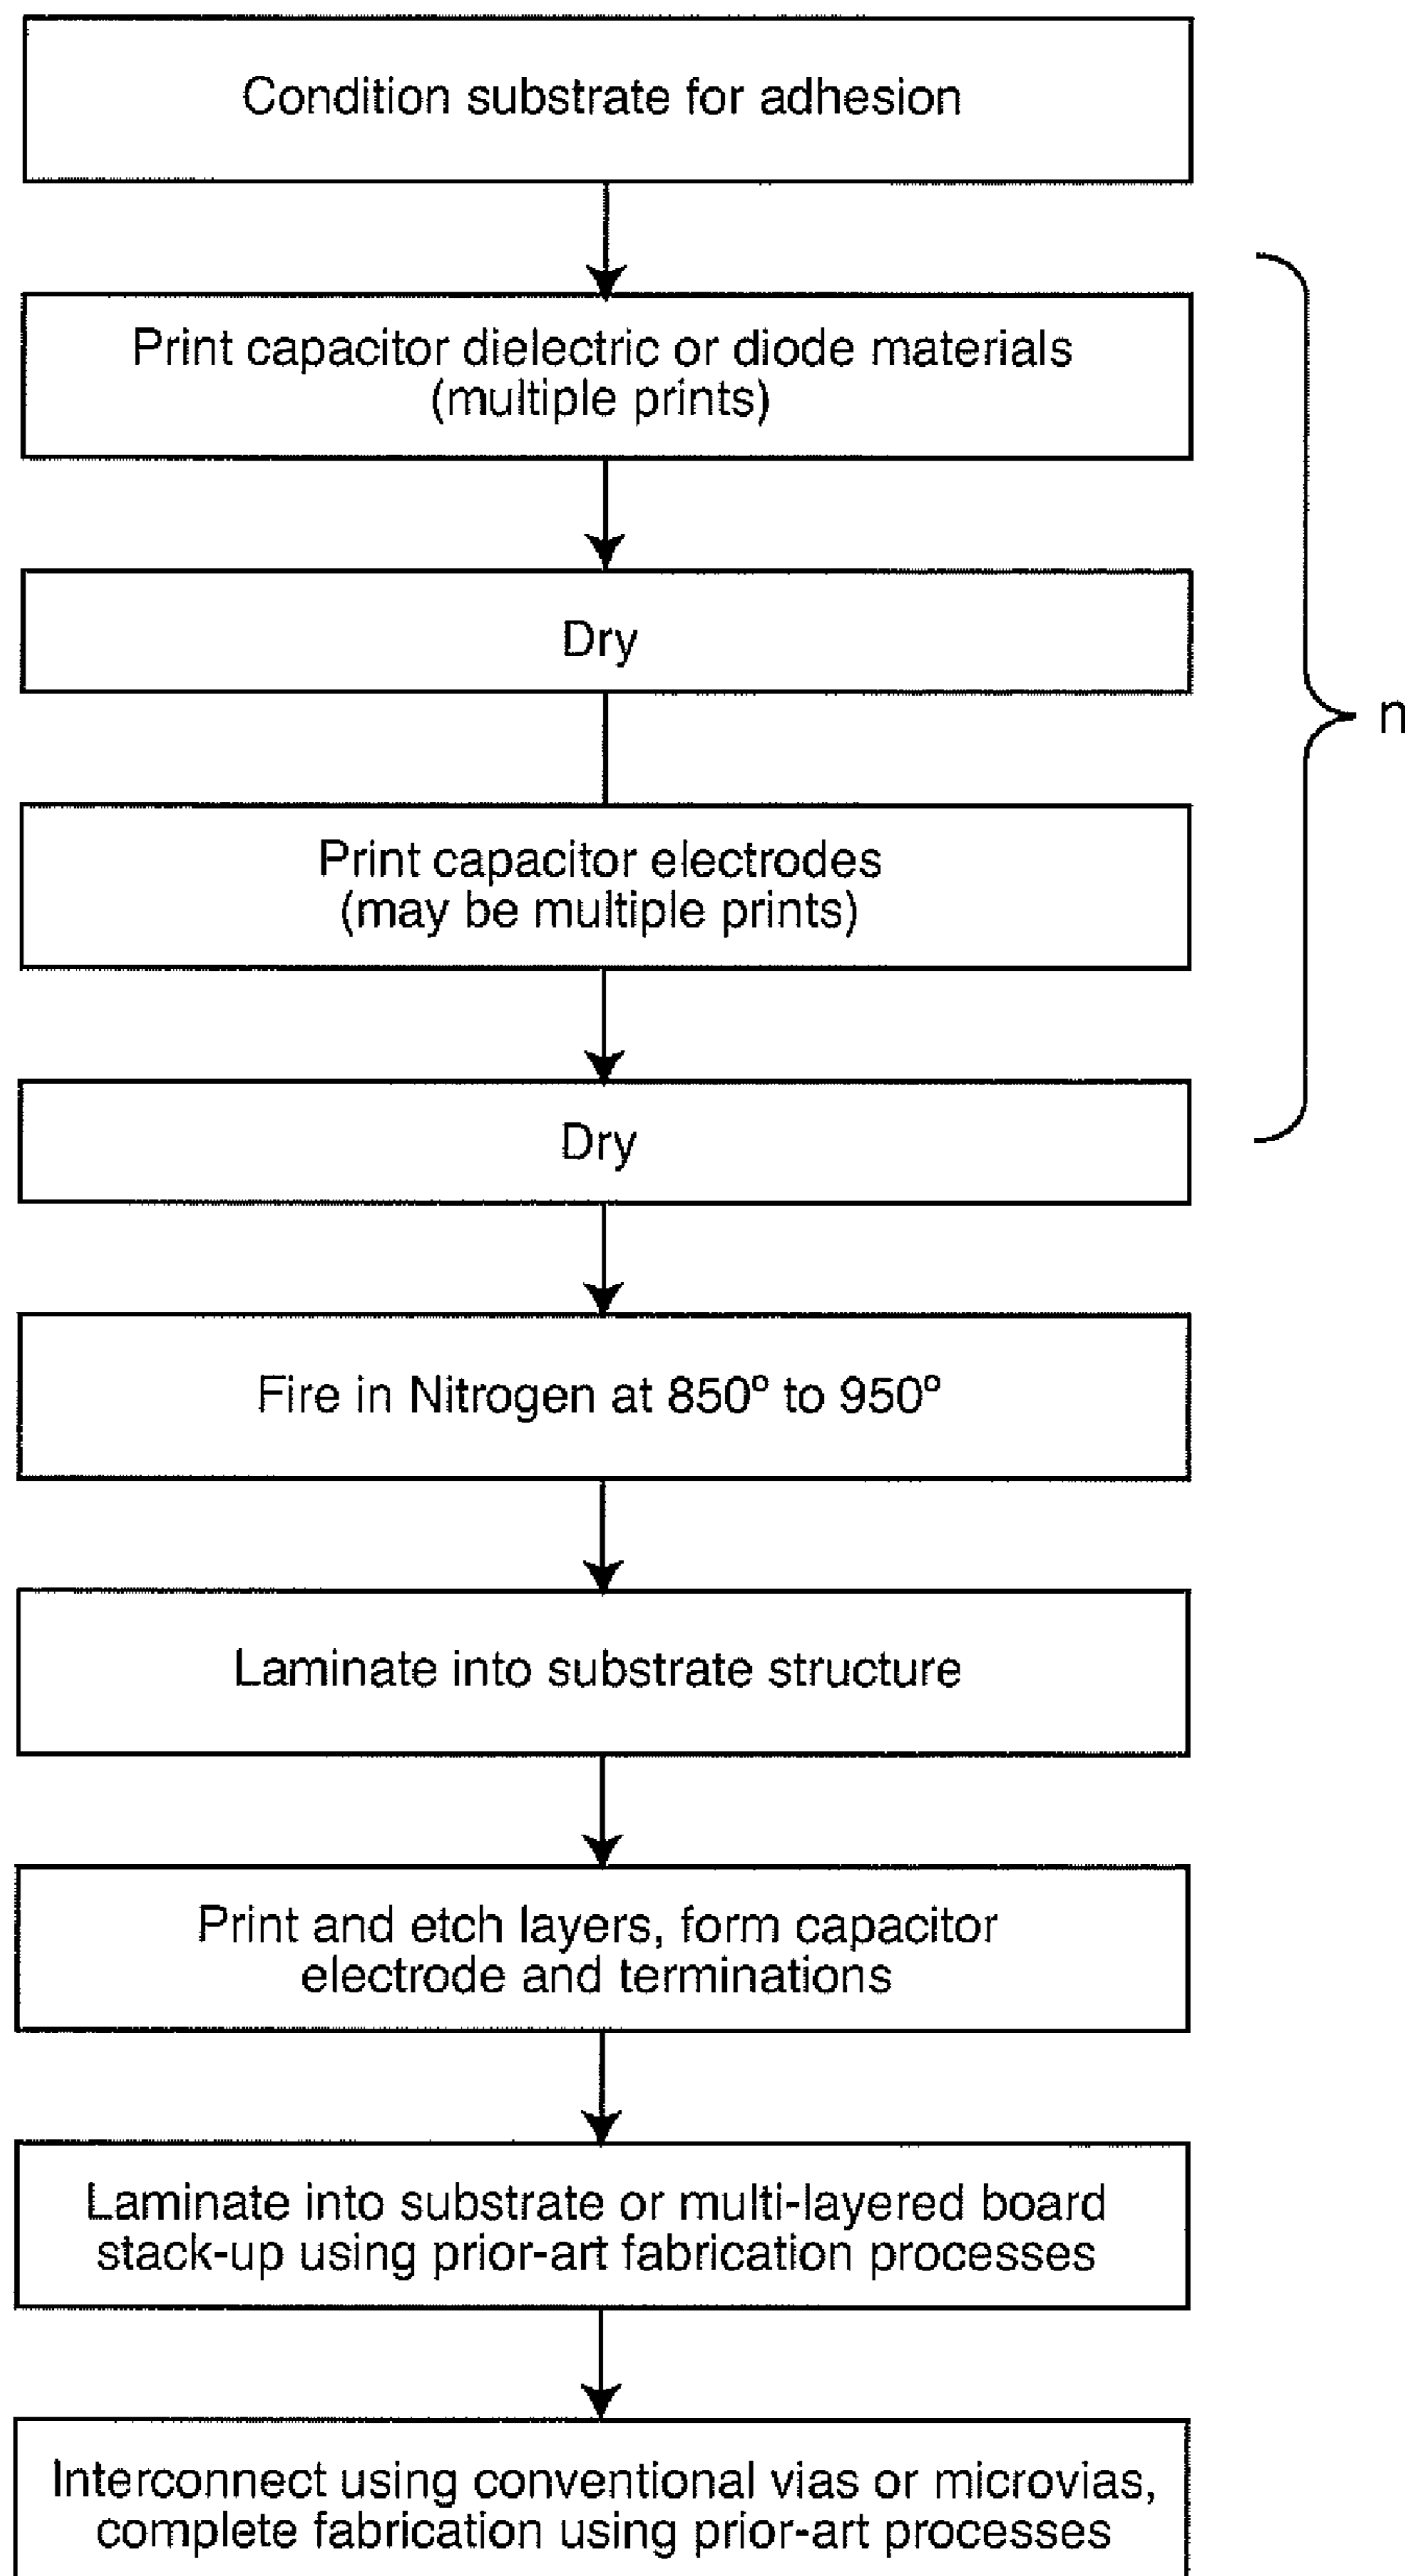 Condition substrate for adhesion
Print capacitor dielectric or diode materials
(multiple prints)
Dry
n
Print capacitor electrodes
(may be multiple prints)
Dry
Fire in Nitrogen at 850º to 950º
Laminate into substrate structure
Print and etch layers, form capacitor
electrode and terminations
Laminate into substrate or multi-layered board
stack-up using prior-art fabrication processes
Interconnect using conventional vias or microvias,
complete fabrication using prior-art processes